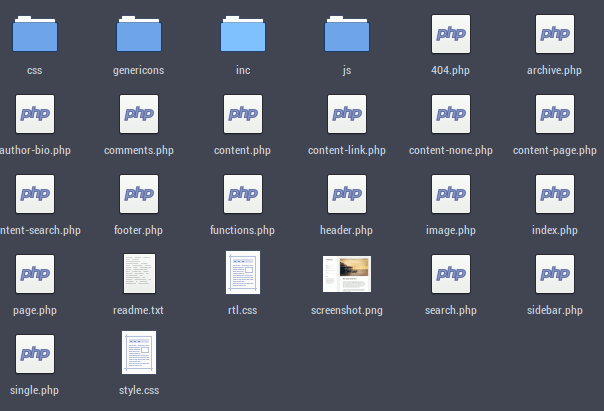 php php
css genericons inc js 404.php archive.php
php php php php php php
author-bio.php comments.php content.php content-link.php content-none.php content-page.php
php php php php php php
ntent-search.php footer.php functions.php header.php image.php index.php
php php php
page.php readme.txt rtl.css screenshot.png search.php sidebar.php
php
single.php style.css